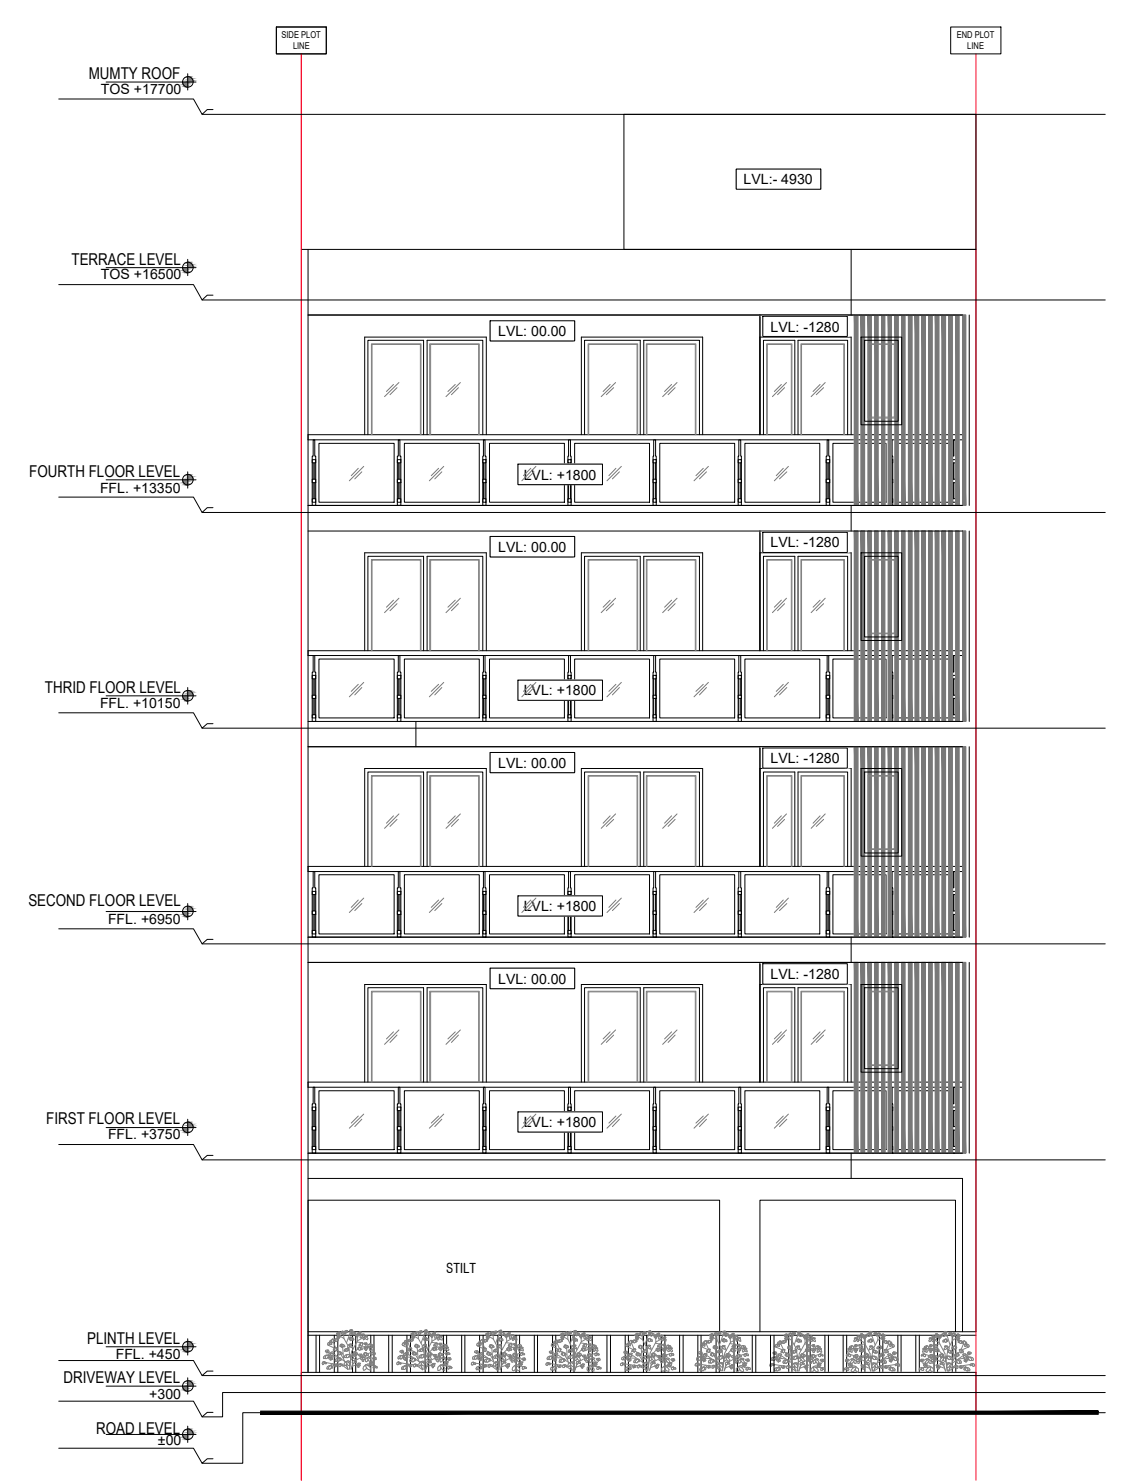 SIDE PLOT
LINE
END PLOT
LINE
MUMTY ROOF
TOS +17700
LVL:- 4930
TERRACE LEVEL
TOS +16500
LVL: 00.00
LVL: -1280
FOURTH FLOOR LEVEL
FFL. +13350
LVL: +1800
LVL: 00.00
LVL: -1280
THRID FLOOR LEVEL
FFL. +10150
LVL: +1800
LVL: 00.00
LVL: -1280
SECOND FLOOR LEVEL
FFL. +6950
LVL: +1800
LVL: 00.00
LVL: -1280
FIRST FLOOR LEVEL
FFL. +3750
LVL: +1800
STILT
PLINTH LEVEL
FFL. +450
DRIVEWAY LEVEL
+300
ROAD LEVEL
±00